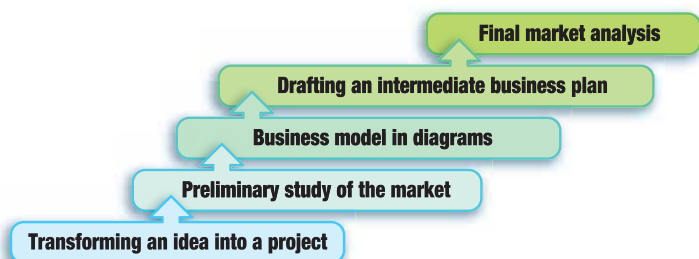 Final market analysis
Drafting an intermediate business plan
Business model in diagrams
Preliminary study of the market
Transforming an idea into a project